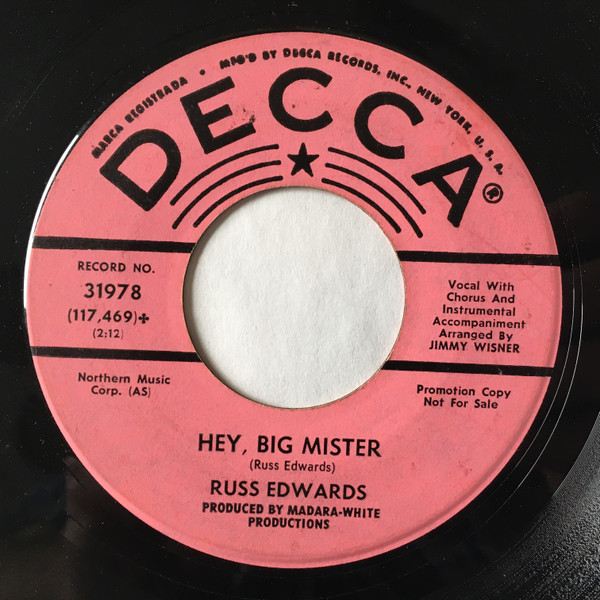 MARCA REGISTRADA • MFG'D BY DECCA RECORDS, INC., NEW YORK, U. S. A.
DECCA®
RECORD NO.
31978
(117,469)+
(2:12)
Northern Music
Corp. (AS)
Vocal With
Chorus And
Instrumental
Accompaniment
Arranged By
JIMMY WISNER
Promotion Copy
Not For Sale
HEY, BIG MISTER
(Russ Edwards)
RUSS EDWARDS
PRODUCED BY MADARA-WHITE
PRODUCTIONS